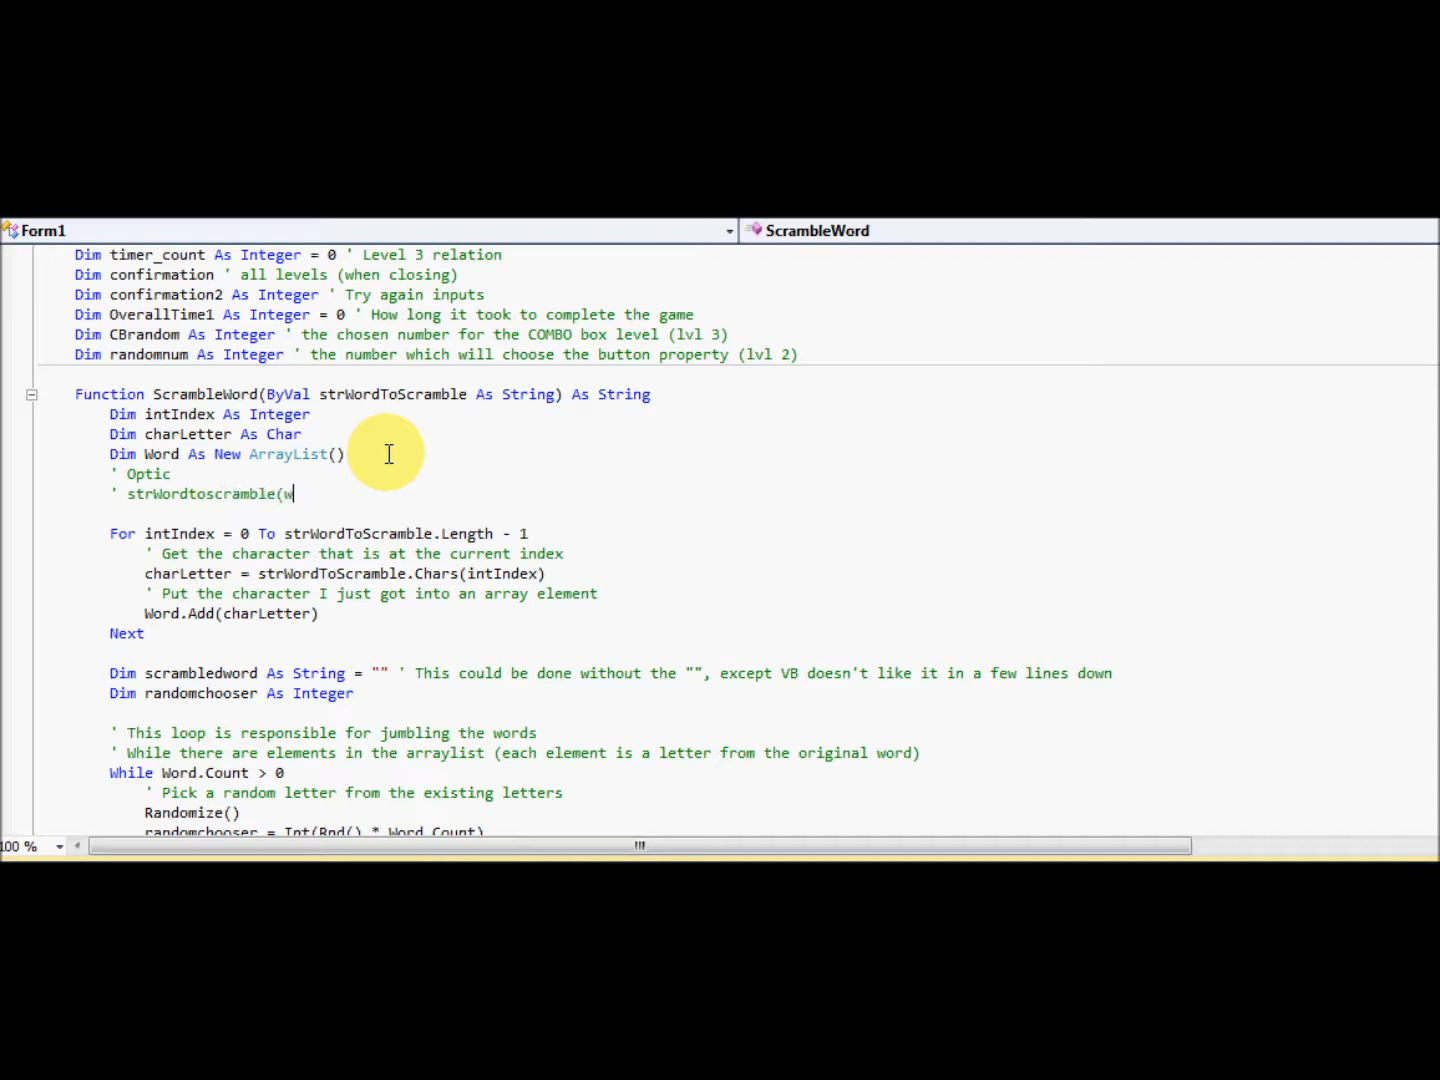 Form1
ScrambleWord
Dim timer_count As Integer = 0 ' Level 3 relation
Dim confirmation ' all levels (when closing)
Dim confirmation2 As Integer ' Try again inputs
Dim OverallTime1 As Integer = 0 ' How long it took to complete the game
Dim CBrandom As Integer ' the chosen number for the COMBO box level (lvl 3)
Dim randomnum As Integer ' the number which will choose the button property (lvl 2)
Function ScrambleWord(ByVal strWordToScramble As String) As String
Dim intIndex As Integer
Dim charLetter As Char
Dim Word As New ArrayList()
' Optic
' strWordtoscramble(w
For intIndex = 0 To strWordToScramble.Length - 1
' Get the character that is at the current index
charLetter = strWordToScramble.Chars(intIndex)
' Put the character I just got into an array element
Word.Add(charLetter)
Next
Dim scrambledword As String = "" ' This could be done without the "", except VB doesn't like it in a few lines down
Dim randomchooser As Integer
' This loop is responsible for jumbling the words
' While there are elements in the arraylist (each element is a letter from the original word)
While Word.Count > 0
' Pick a random letter from the existing letters
Randomize()
randomchooser = Int(Rnd() * Word.Count)
100 %